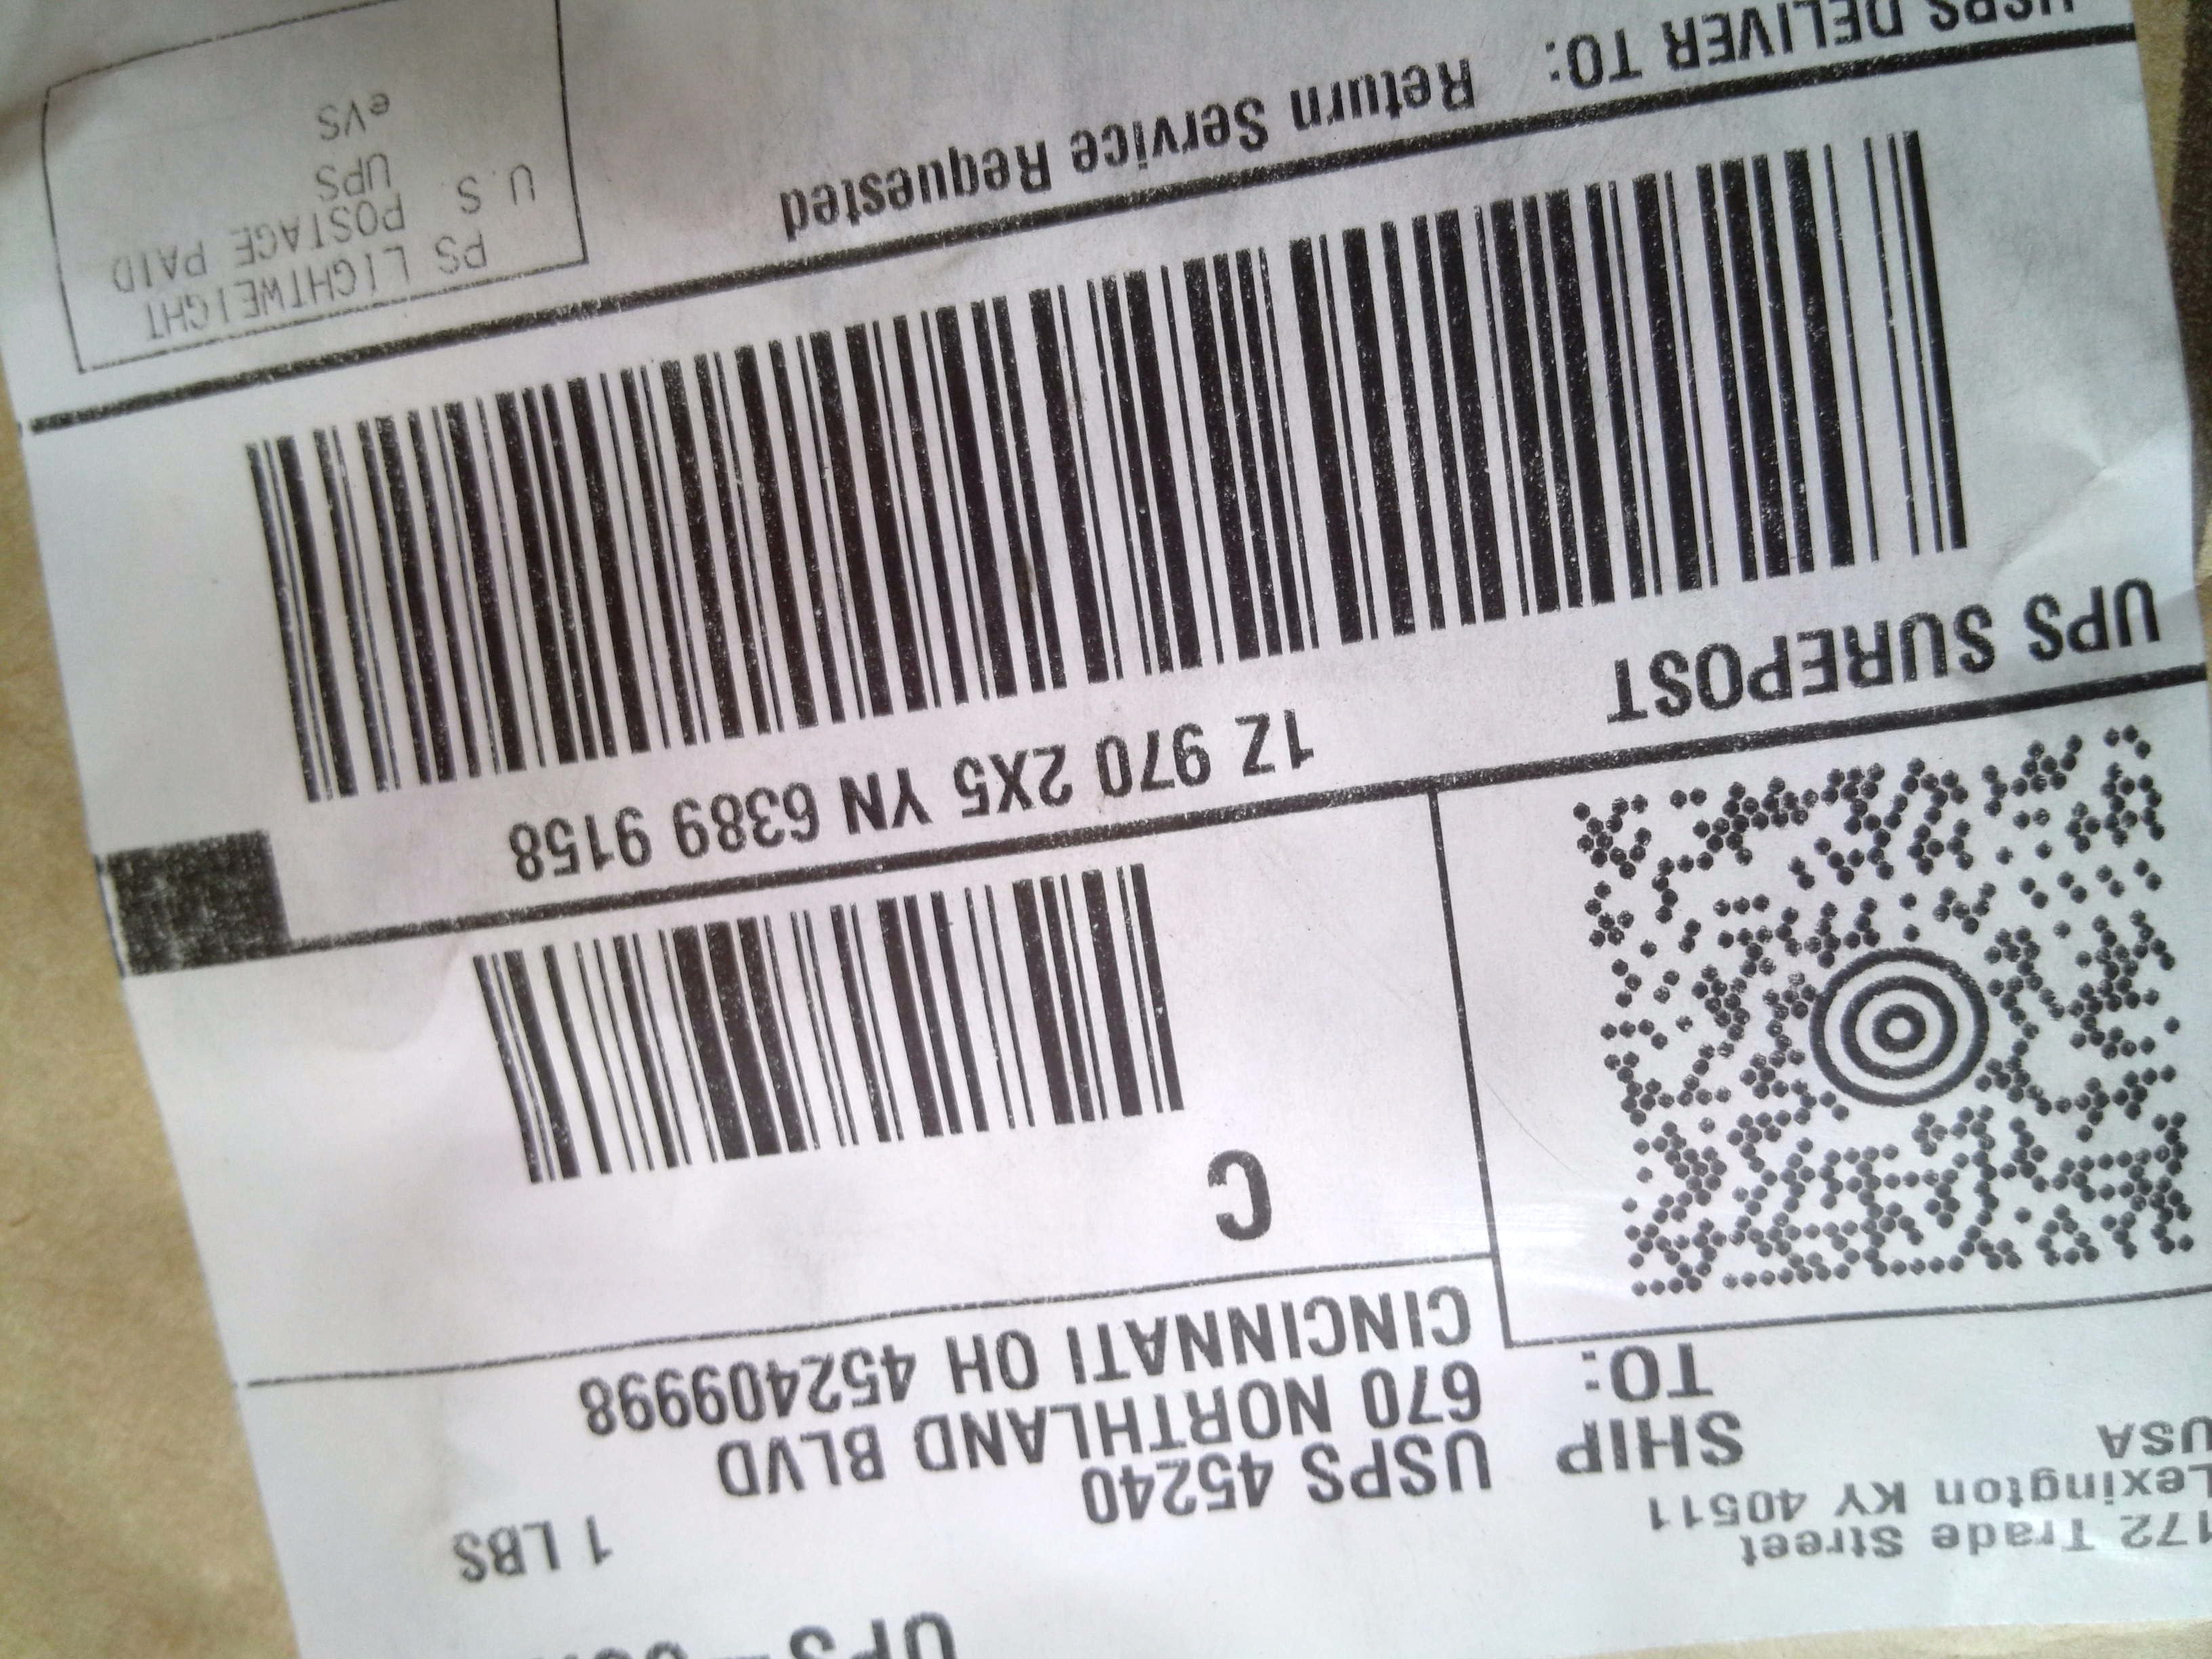 1 LBS
172 Trade Street
Lexington KY 40511
USA
SHIP
TO:
USPS 45240
670 NORTHLAND BLVD
CINCINNATI OH 452409998
C
UPS SUREPOST
1Z 970 2X5 YN 6389 9158
USPS DELIVER TO:
Return Service Requested
PS LIGHTWEIGHT
POSTAGE PAID
U.S.
UPS
eVS